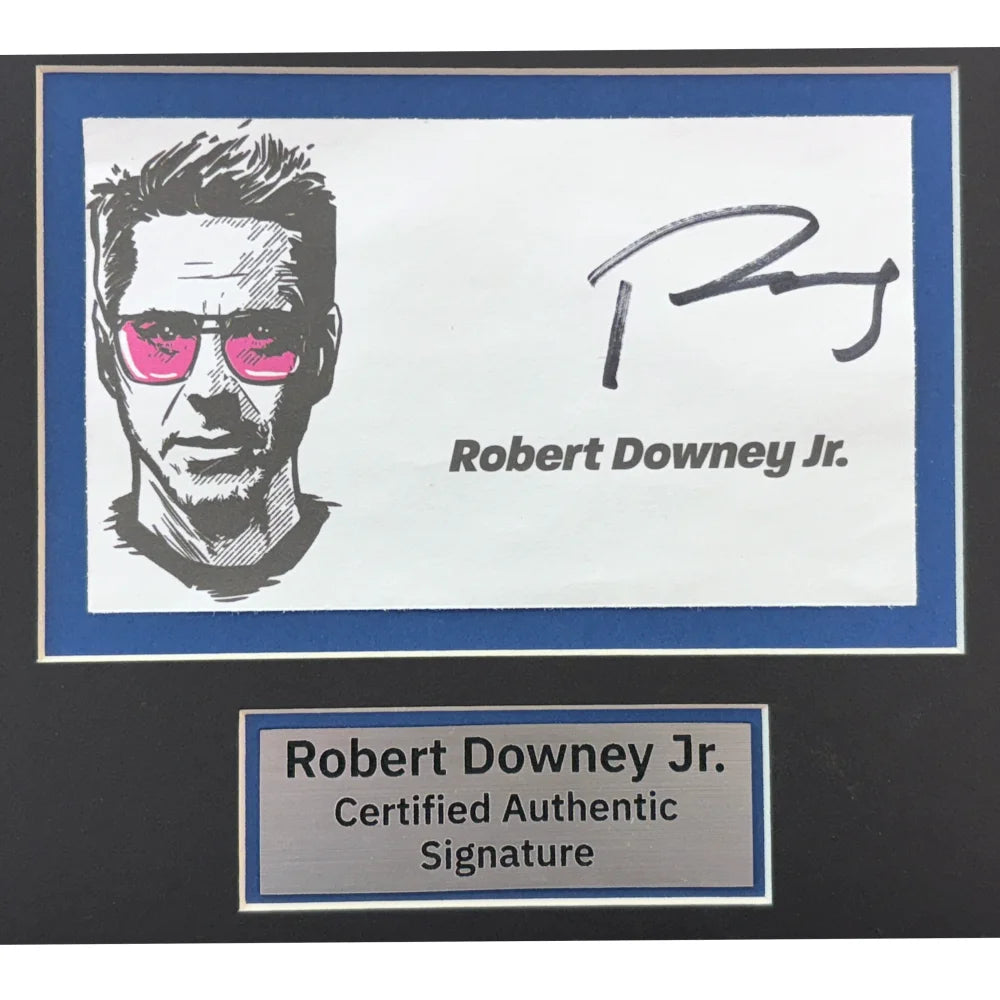 Robert Downey Jr.
Robert Downey Jr.
Certified Authentic
Signature